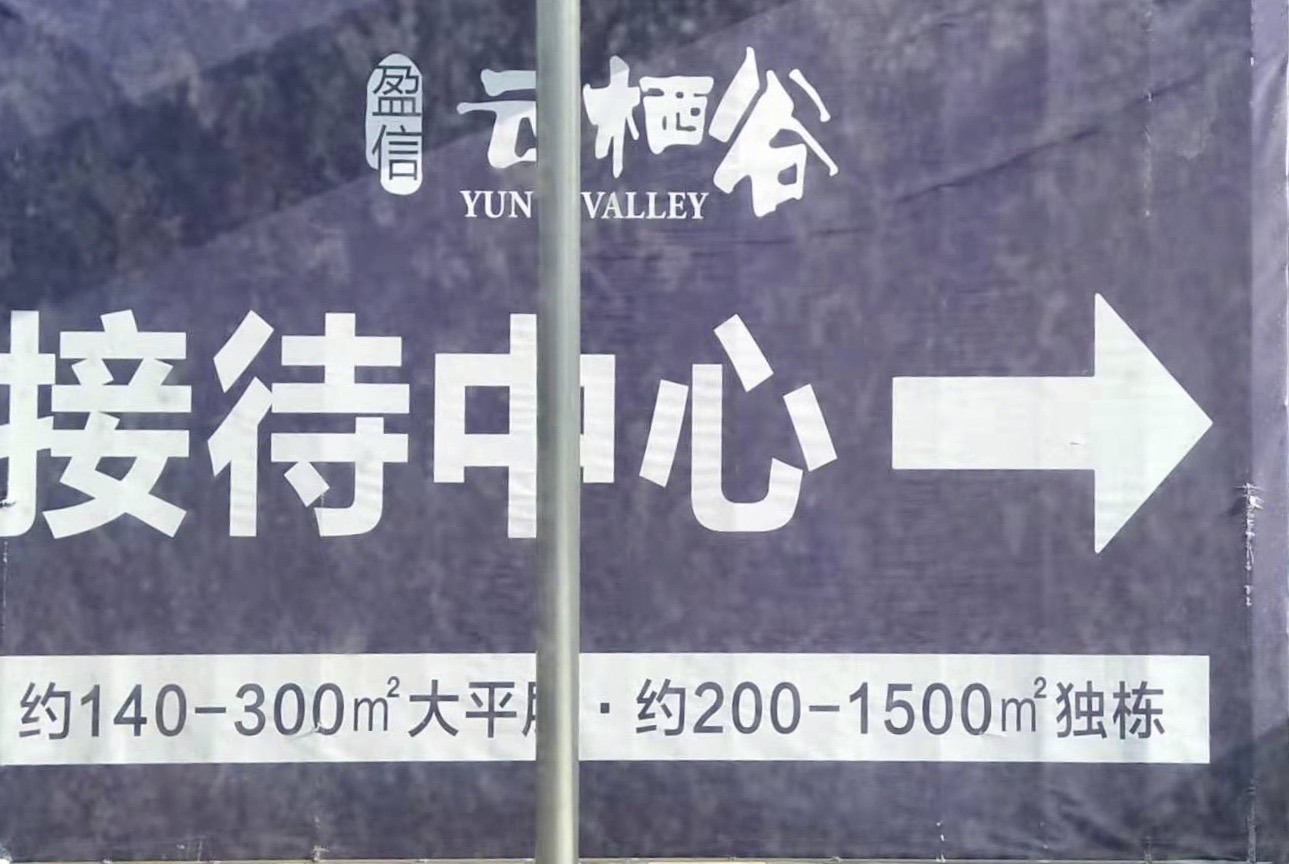 盈信 云栖谷
YUN VALLEY
接待中心
约140-300㎡大平 · 约200-1500㎡独栋